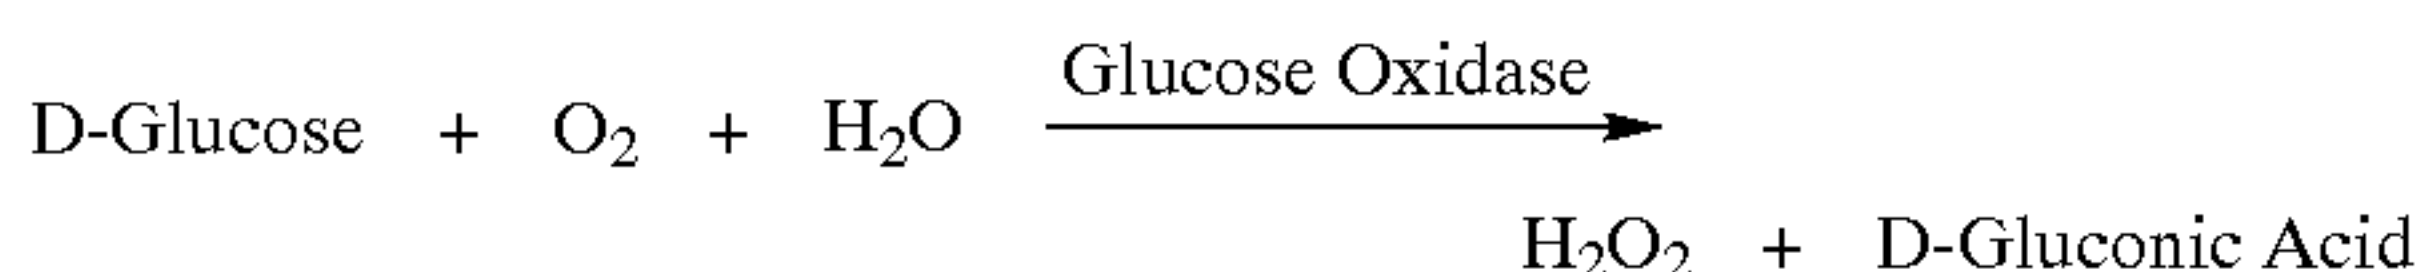 Glucose Oxidase
D-Glucose + O₂ + H₂O
H₂O₂ + D-Gluconic Acid